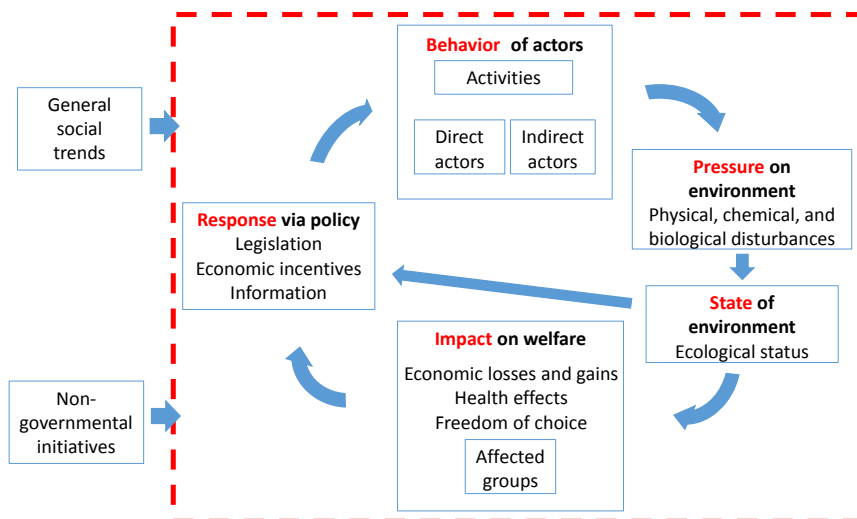 Behavior of actors
Activities
Direct
actors
Indirect
actors
General
social
trends
Pressure on
environment
Physical, chemical, and
biological disturbances
Response via policy
Legislation
Economic incentives
Information
State of
environment
Ecological status
Impact on welfare
Economic losses and gains
Health effects
Freedom of choice
Affected
groups
Non-
governmental
initiatives